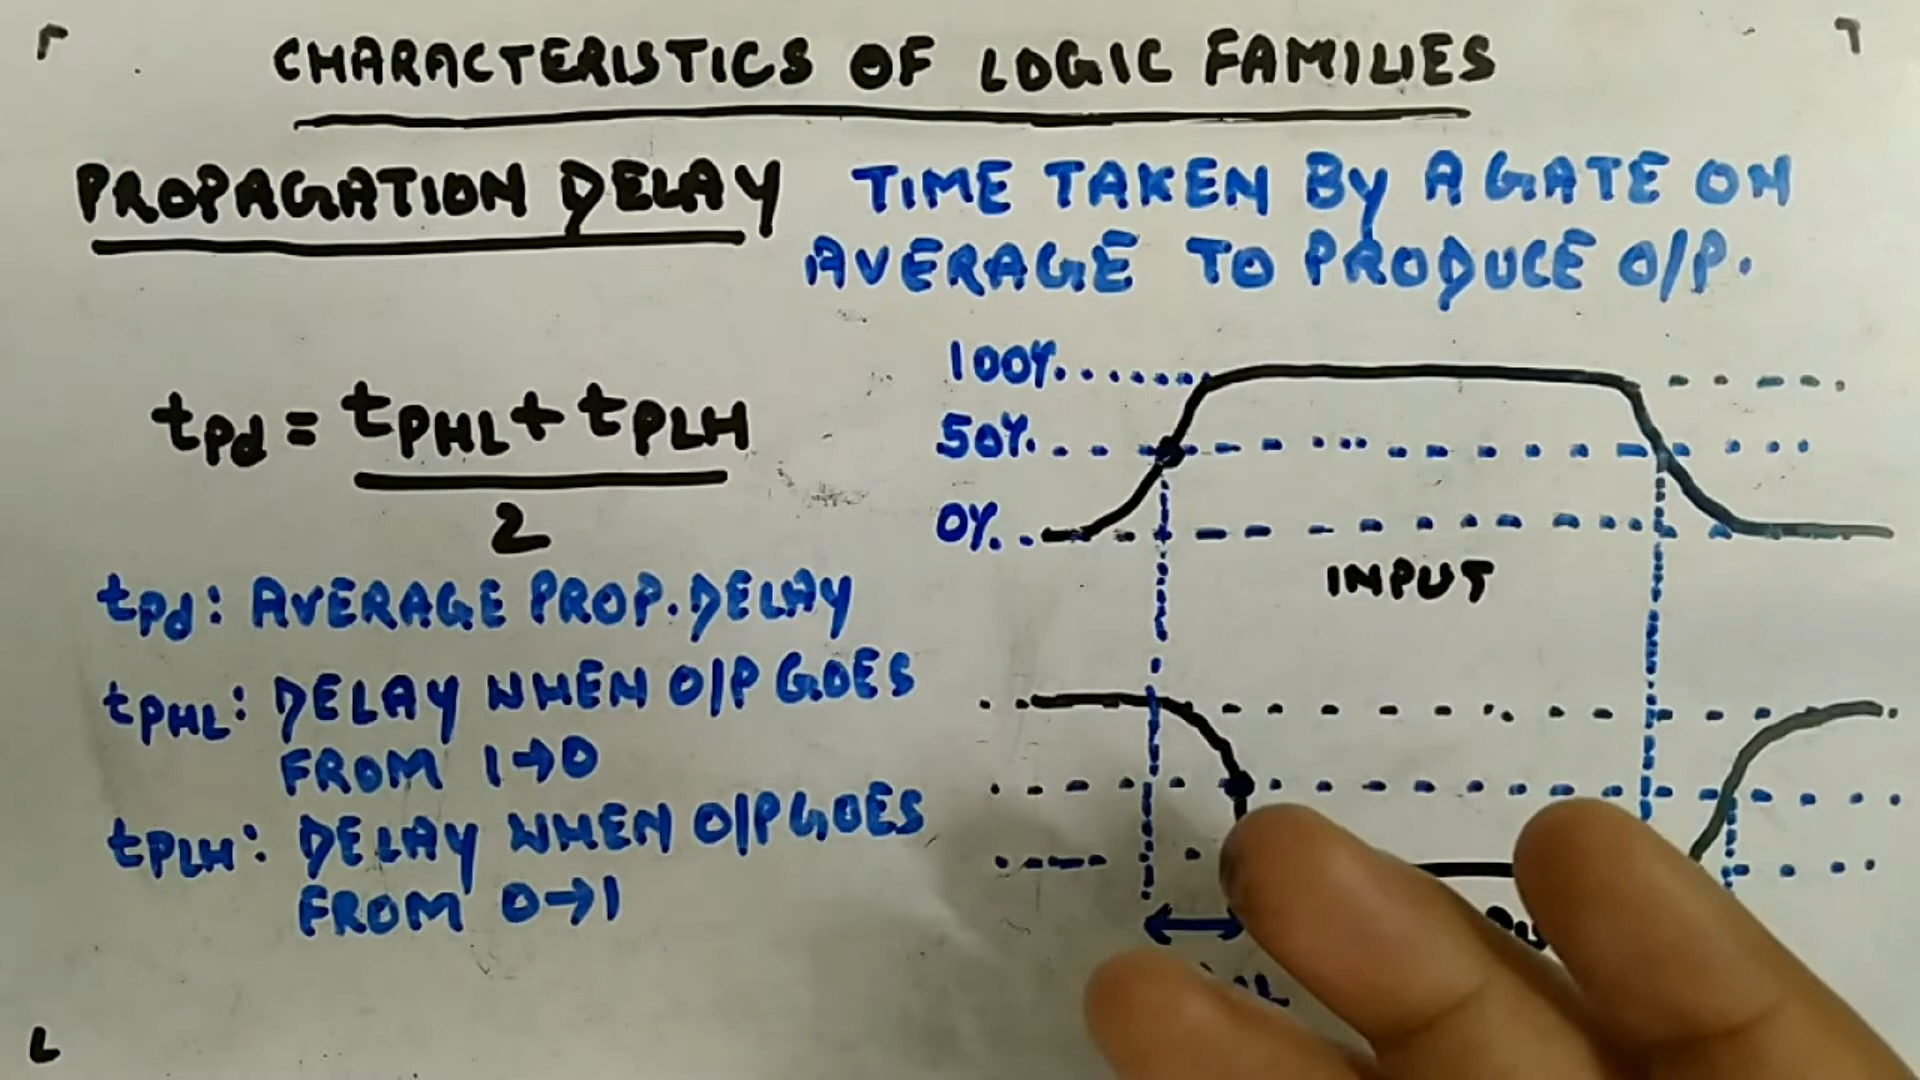 CHARACTERISTICS OF LOGIC FAMILIES
PROPAGATION DELAY
TIME TAKEN BY A GATE ON
AVERAGE TO PRODUCE O/P.
tPd = tPHL + tPLH
2
tPd: AVERAGE PROP. DELAY
tPHL: DELAY WHEN O/P GOES
FROM 1→0
tPLH: DELAY WHEN O/P GOES
FROM 0→1
100%
50%
0%
INPUT